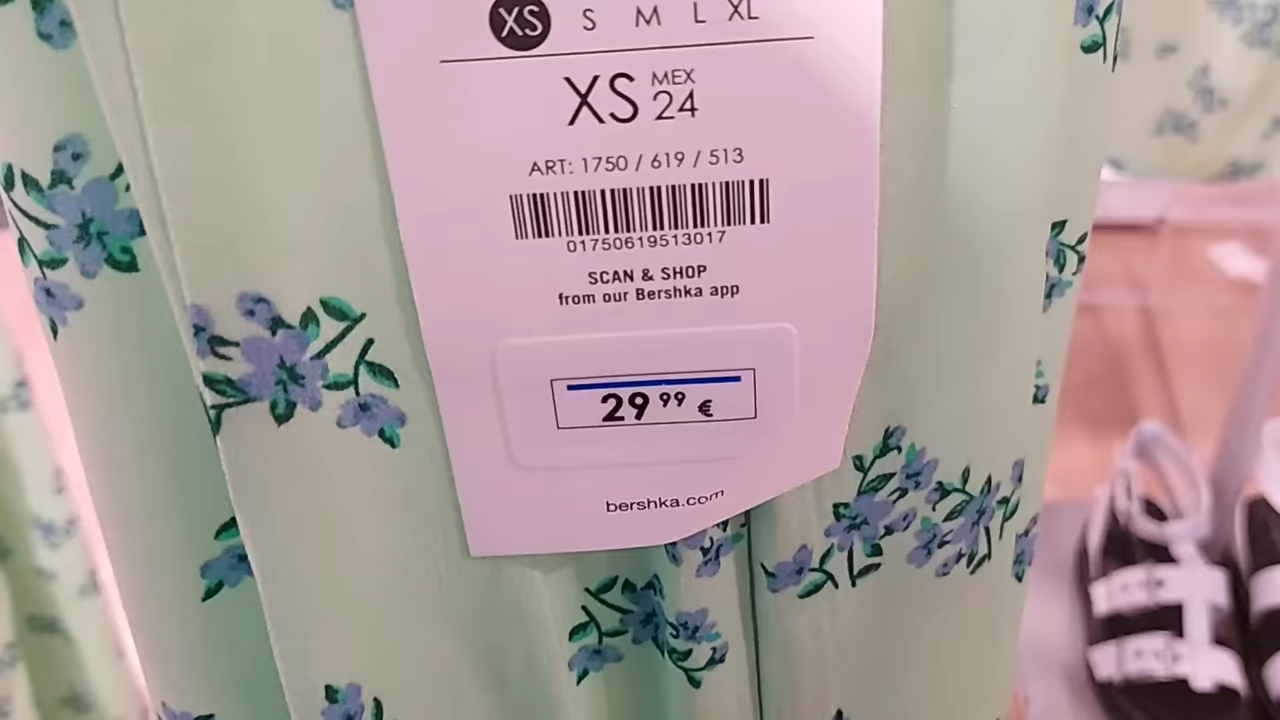 XS S M L XL
XS MEX 24
ART: 1750 / 619 / 513
01750619513017
SCAN & SHOP
from our Bershka app
29 99 €
bershka.com